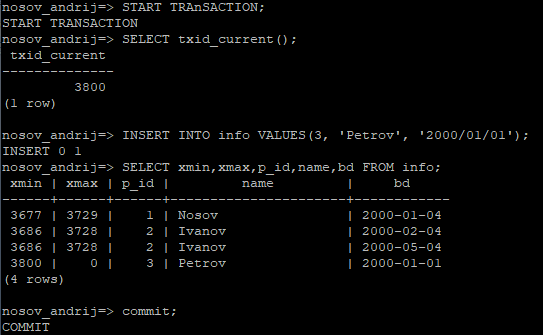 nosov_andrij=> START TRAnSACTION;
START TRANSACTION
nosov_andrij=> SELECT txid_current();
 txid_current
--------------
         3800
(1 row)

nosov_andrij=> INSERT INTO info VALUES(3, 'Petrov', '2000/01/01');
INSERT 0 1
nosov_andrij=> SELECT xmin,xmax,p_id,name,bd FROM info;
 xmin | xmax | p_id |         name         |     bd
------+------+------+----------------------+------------
 3677 | 3729 |    1 | Nosov                | 2000-01-04
 3686 | 3728 |    2 | Ivanov               | 2000-02-04
 3686 | 3728 |    2 | Ivanov               | 2000-05-04
 3800 |    0 |    3 | Petrov               | 2000-01-01
(4 rows)

nosov_andrij=> commit;
COMMIT